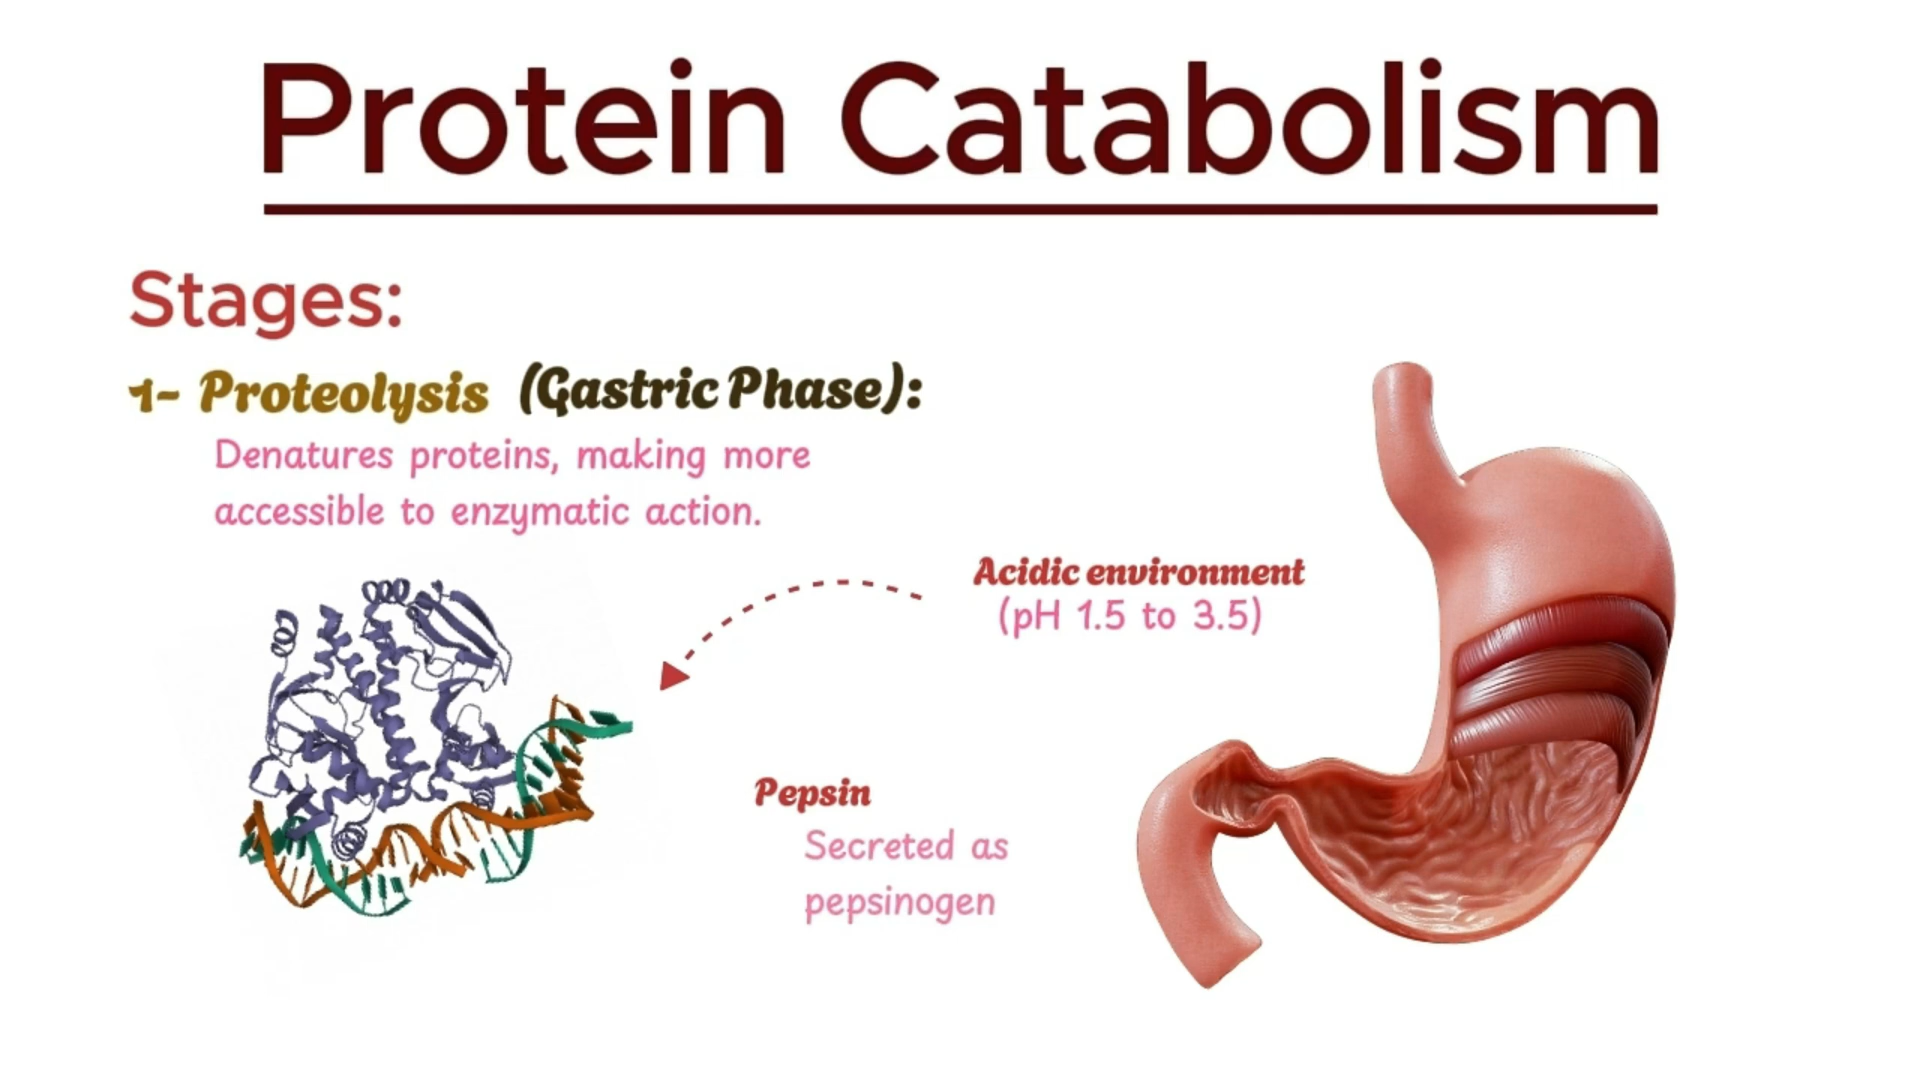 Protein Catabolism
Stages:
1- Proteolysis (Gastric Phase):
Denatures proteins, making more
accessible to enzymatic action.
Acidic environment
(pH 1.5 to 3.5)
Pepsin
Secreted as
pepsinogen